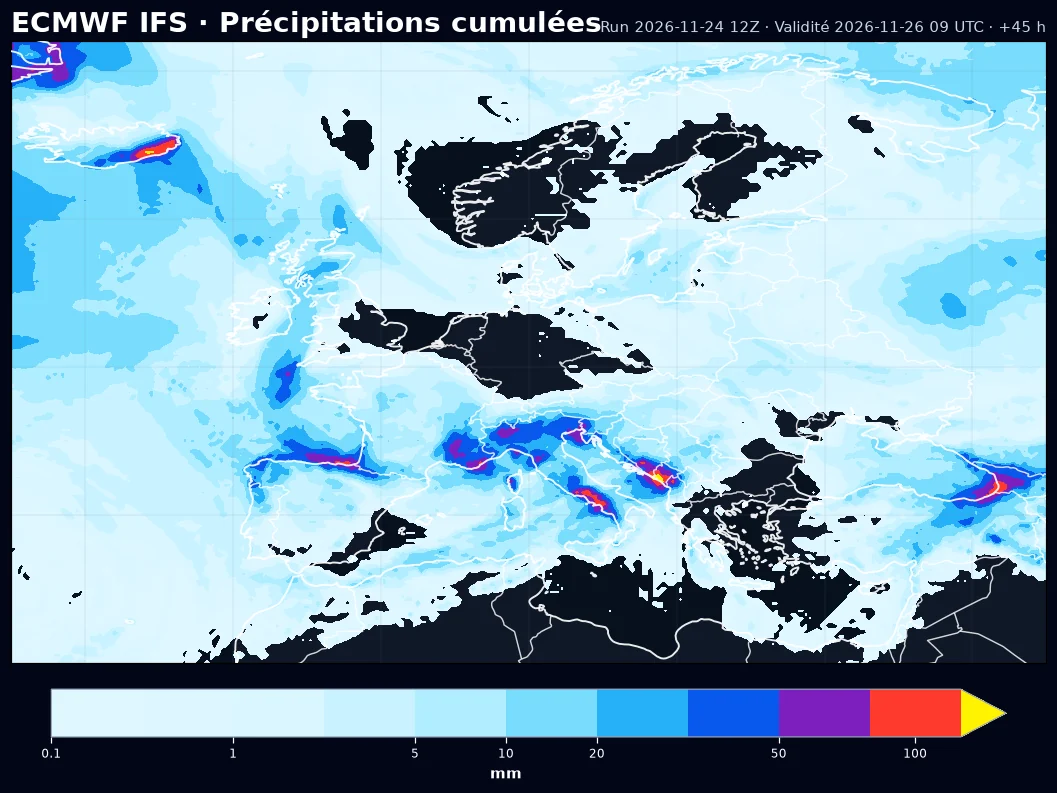 ECMWF IFS · Précipitations cumulées
Run 2026-11-24 12Z · Validité 2026-11-26 09 UTC · +45 h
0.1 1 5 10 20 50 100
mm